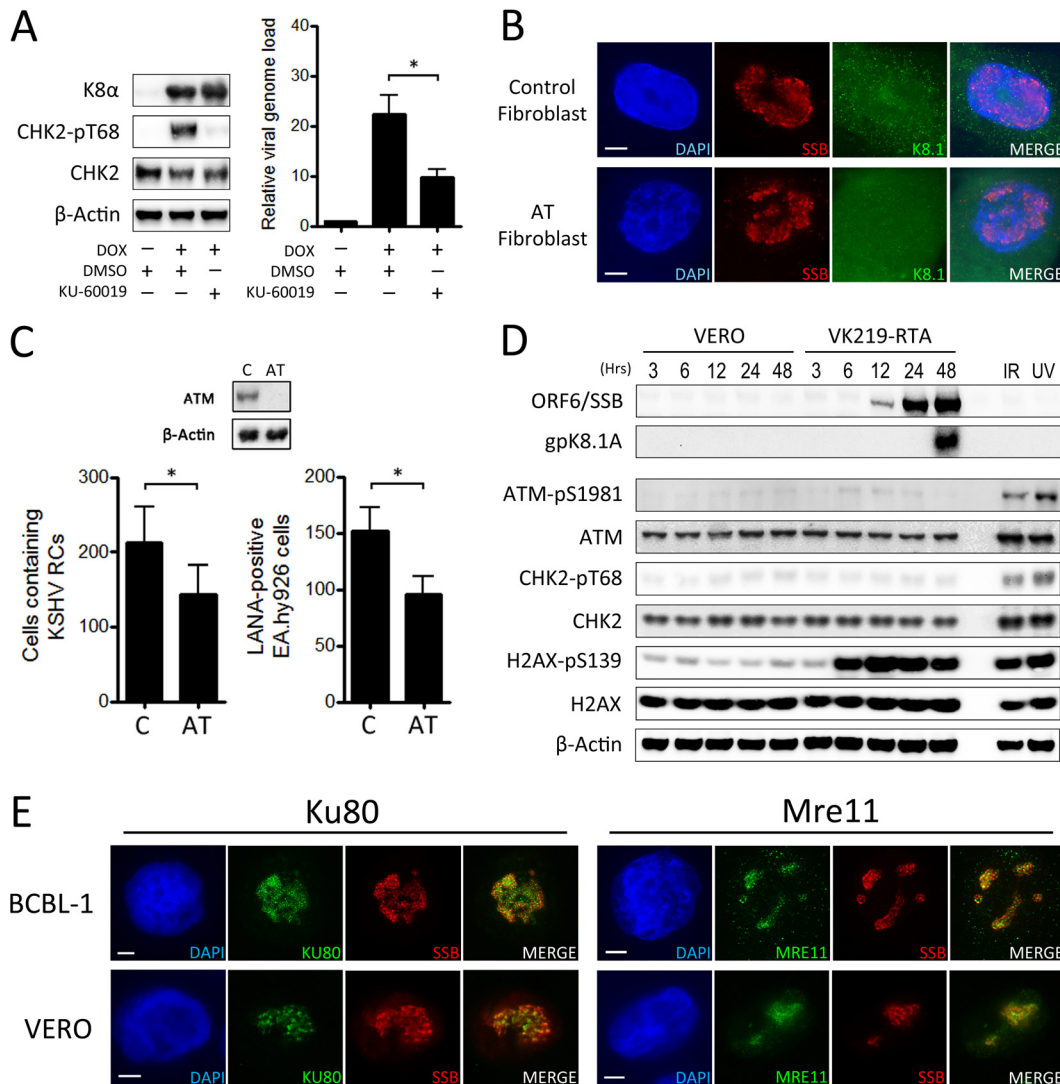 A
K8α
CHK2-pT68
CHK2
β-Actin
DOX – + +
DMSO + + –
KU-60019 – – +
Relative viral genome load
40
30
20
10
0
*
DOX – + +
DMSO + + –
KU-60019 – – +
B
Control
Fibroblast
DAPI SSB K8.1 MERGE
AT
Fibroblast
DAPI SSB K8.1 MERGE
C
C AT
ATM
β-Actin
Cells containing
KSHV RCs
300
200
100
0
*
C AT
LANA-positive
EA.hy926 cells
150
100
50
0
*
C AT
D
VERO VK219-RTA
(Hrs) 3 6 12 24 48 3 6 12 24 48 IR UV
ORF6/SSB
gpK8.1A
ATM-pS1981
ATM
CHK2-pT68
CHK2
H2AX-pS139
H2AX
β-Actin
E
Ku80 Mre11
BCBL-1
DAPI KU80 SSB MERGE DAPI MRE11 SSB MERGE
VERO
DAPI KU80 SSB MERGE DAPI MRE11 SSB MERGE